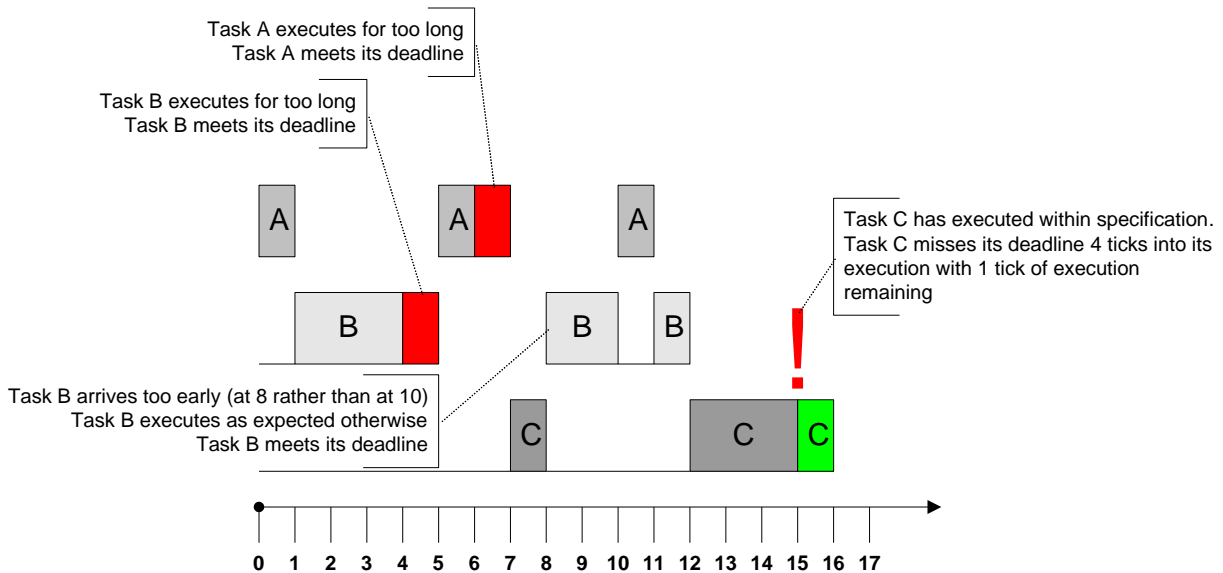 Task A executes for too long
Task A meets its deadline
Task B executes for too long
Task B meets its deadline
A
A
A
Task C has executed within specification.
Task C misses its deadline 4 ticks into its
execution with 1 tick of execution
remaining
B
B
B
!
Task B arrives too early (at 8 rather than at 10)
Task B executes as expected otherwise
Task B meets its deadline
C
C
C
0 1 2 3 4 5 6 7 8 9 10 11 12 13 14 15 16 17